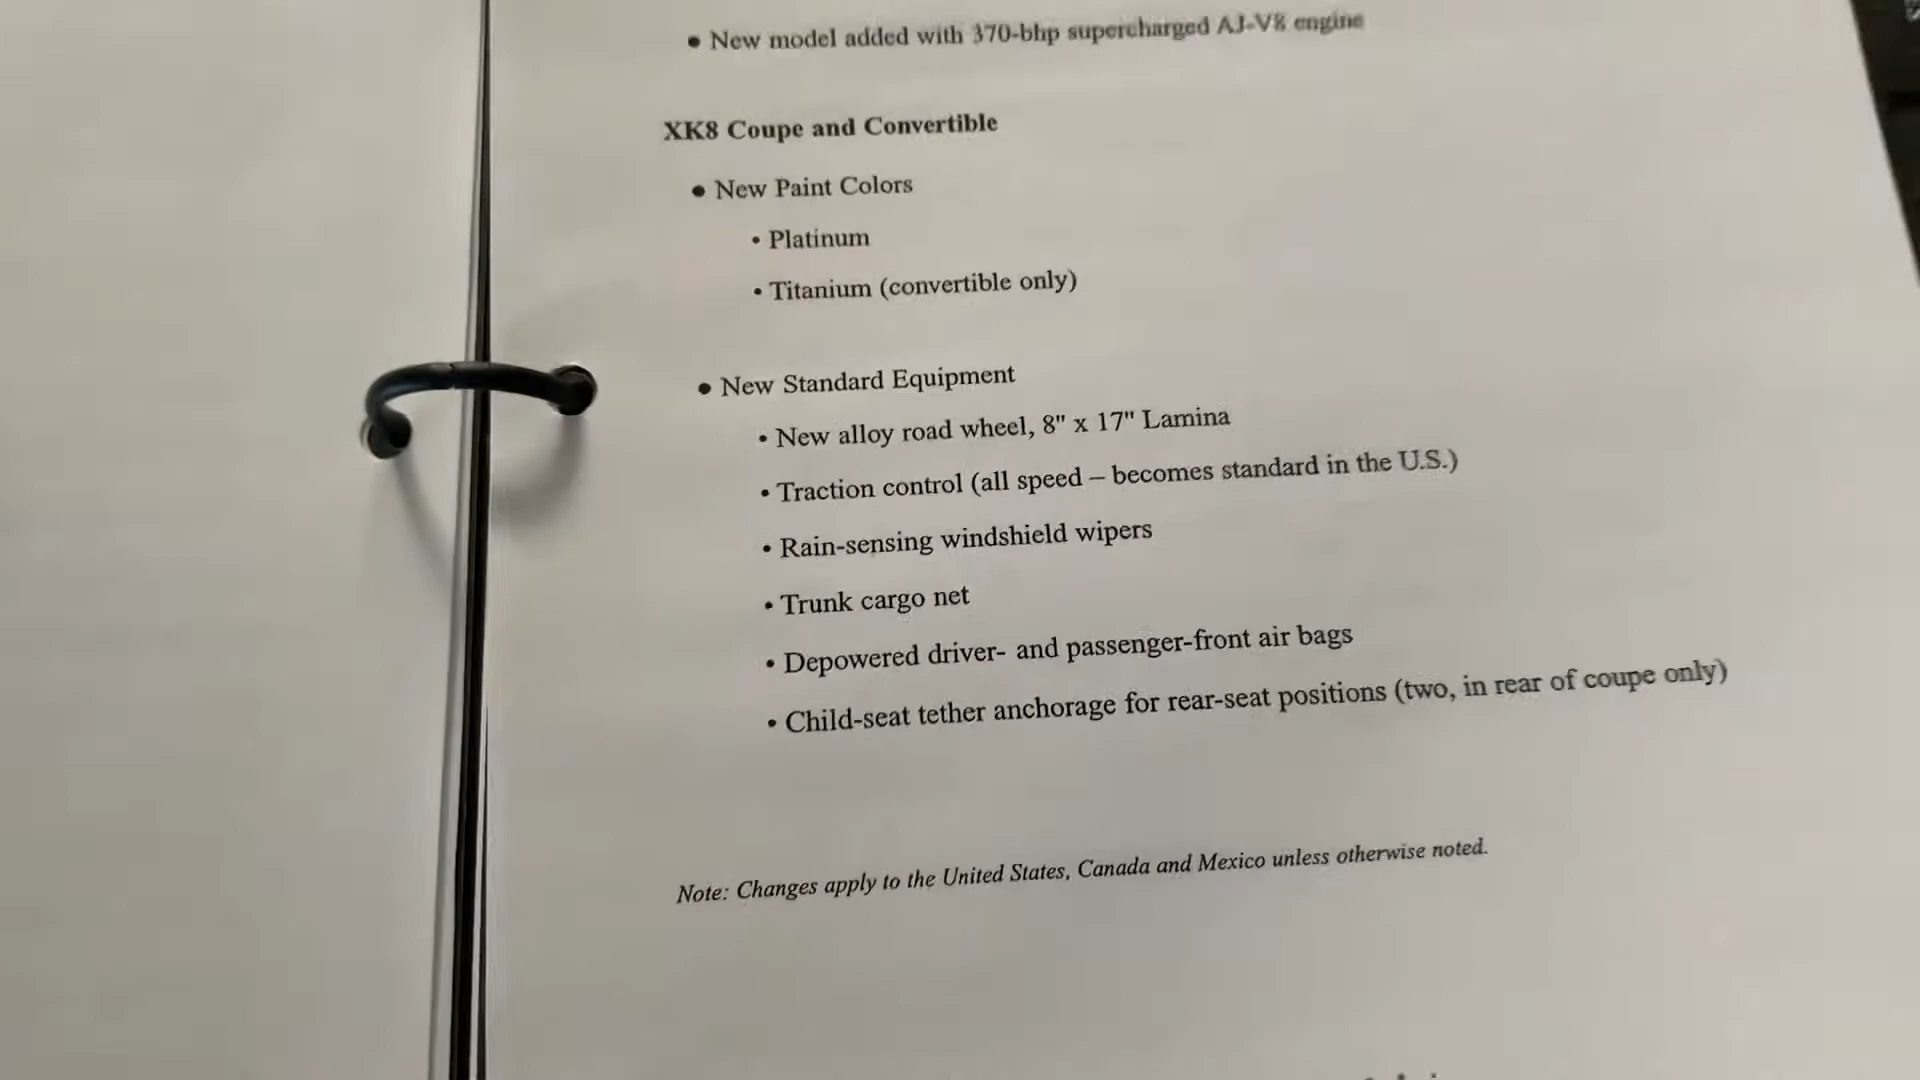 • New model added with 370-bhp supercharged AJ-V8 engine
XK8 Coupe and Convertible
• New Paint Colors
• Platinum
• Titanium (convertible only)
• New Standard Equipment
• New alloy road wheel, 8" x 17" Lamina
• Traction control (all speed – becomes standard in the U.S.)
• Rain-sensing windshield wipers
• Trunk cargo net
• Depowered driver- and passenger-front air bags
• Child-seat tether anchorage for rear-seat positions (two, in rear of coupe only)
Note: Changes apply to the United States, Canada and Mexico unless otherwise noted.